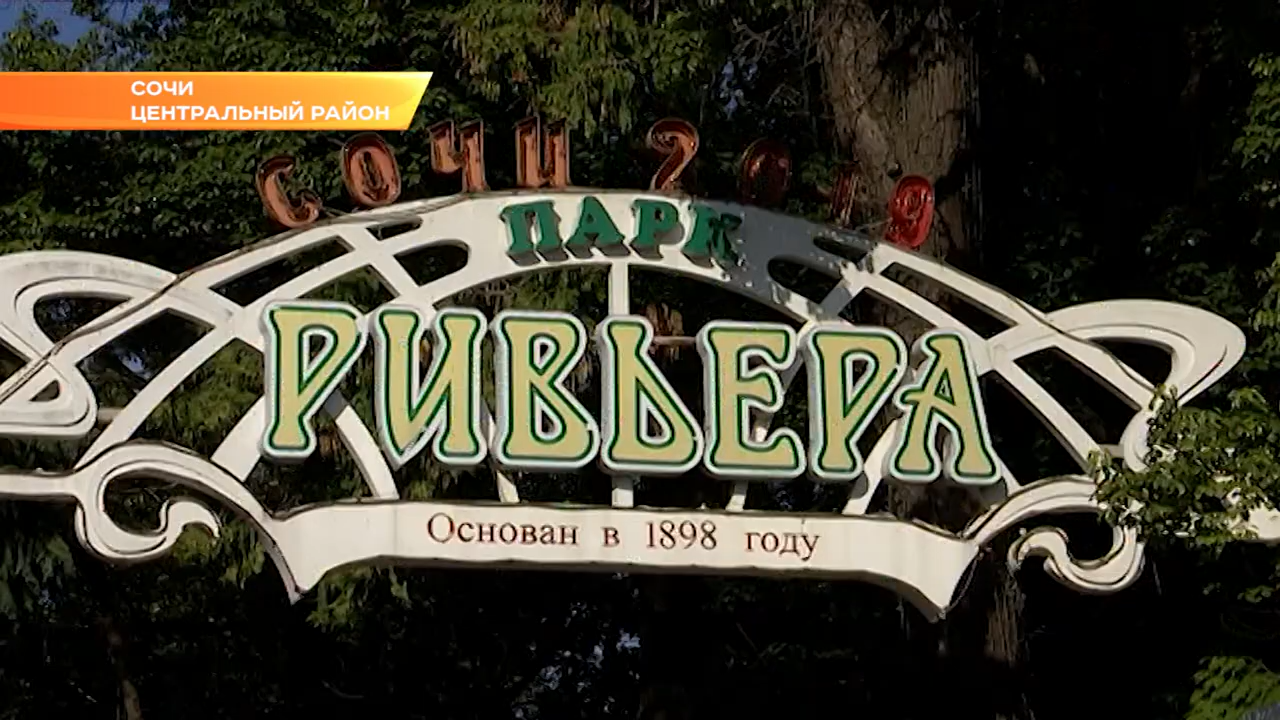 СОЧИ
ЦЕНТРАЛЬНЫЙ РАЙОН
СОЧИ 2019
ПАРК
РИВЬЕРА
Основан в 1898 году